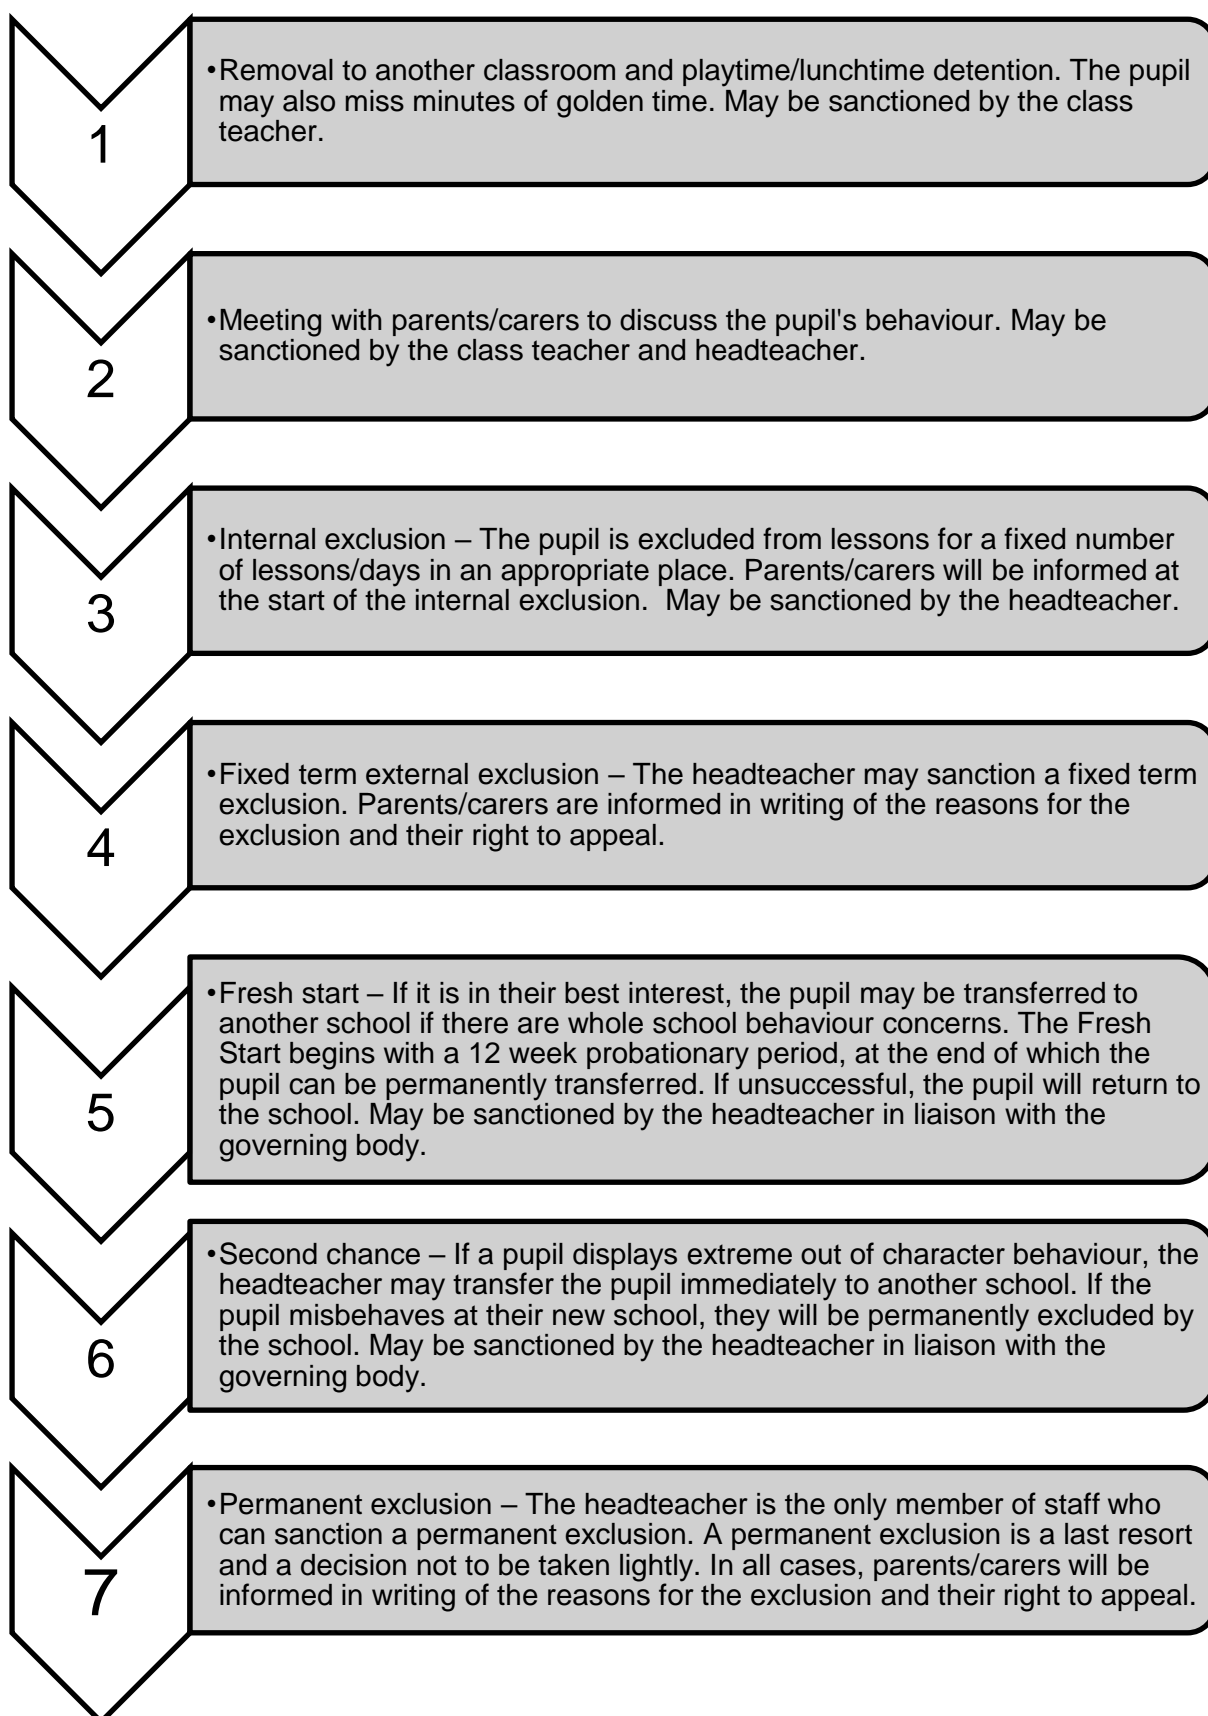 •Removal to another classroom and playtime/lunchtime detention. The pupil
may also miss minutes of golden time. May be sanctioned by the class
teacher.
1
•Meeting with parents/carers to discuss the pupil's behaviour. May be
sanctioned by the class teacher and headteacher.
2
•Internal exclusion – The pupil is excluded from lessons for a fixed number
of lessons/days in an appropriate place. Parents/carers will be informed at
the start of the internal exclusion.  May be sanctioned by the headteacher.
3
•Fixed term external exclusion – The headteacher may sanction a fixed term
exclusion. Parents/carers are informed in writing of the reasons for the
exclusion and their right to appeal.
4
•Fresh start – If it is in their best interest, the pupil may be transferred to
another school if there are whole school behaviour concerns. The Fresh
Start begins with a 12 week probationary period, at the end of which the
pupil can be permanently transferred. If unsuccessful, the pupil will return to
the school. May be sanctioned by the headteacher in liaison with the
governing body.
5
•Second chance – If a pupil displays extreme out of character behaviour, the
headteacher may transfer the pupil immediately to another school. If the
pupil misbehaves at their new school, they will be permanently excluded by
the school. May be sanctioned by the headteacher in liaison with the
governing body.
6
•Permanent exclusion – The headteacher is the only member of staff who
can sanction a permanent exclusion. A permanent exclusion is a last resort
and a decision not to be taken lightly. In all cases, parents/carers will be
informed in writing of the reasons for the exclusion and their right to appeal.
7